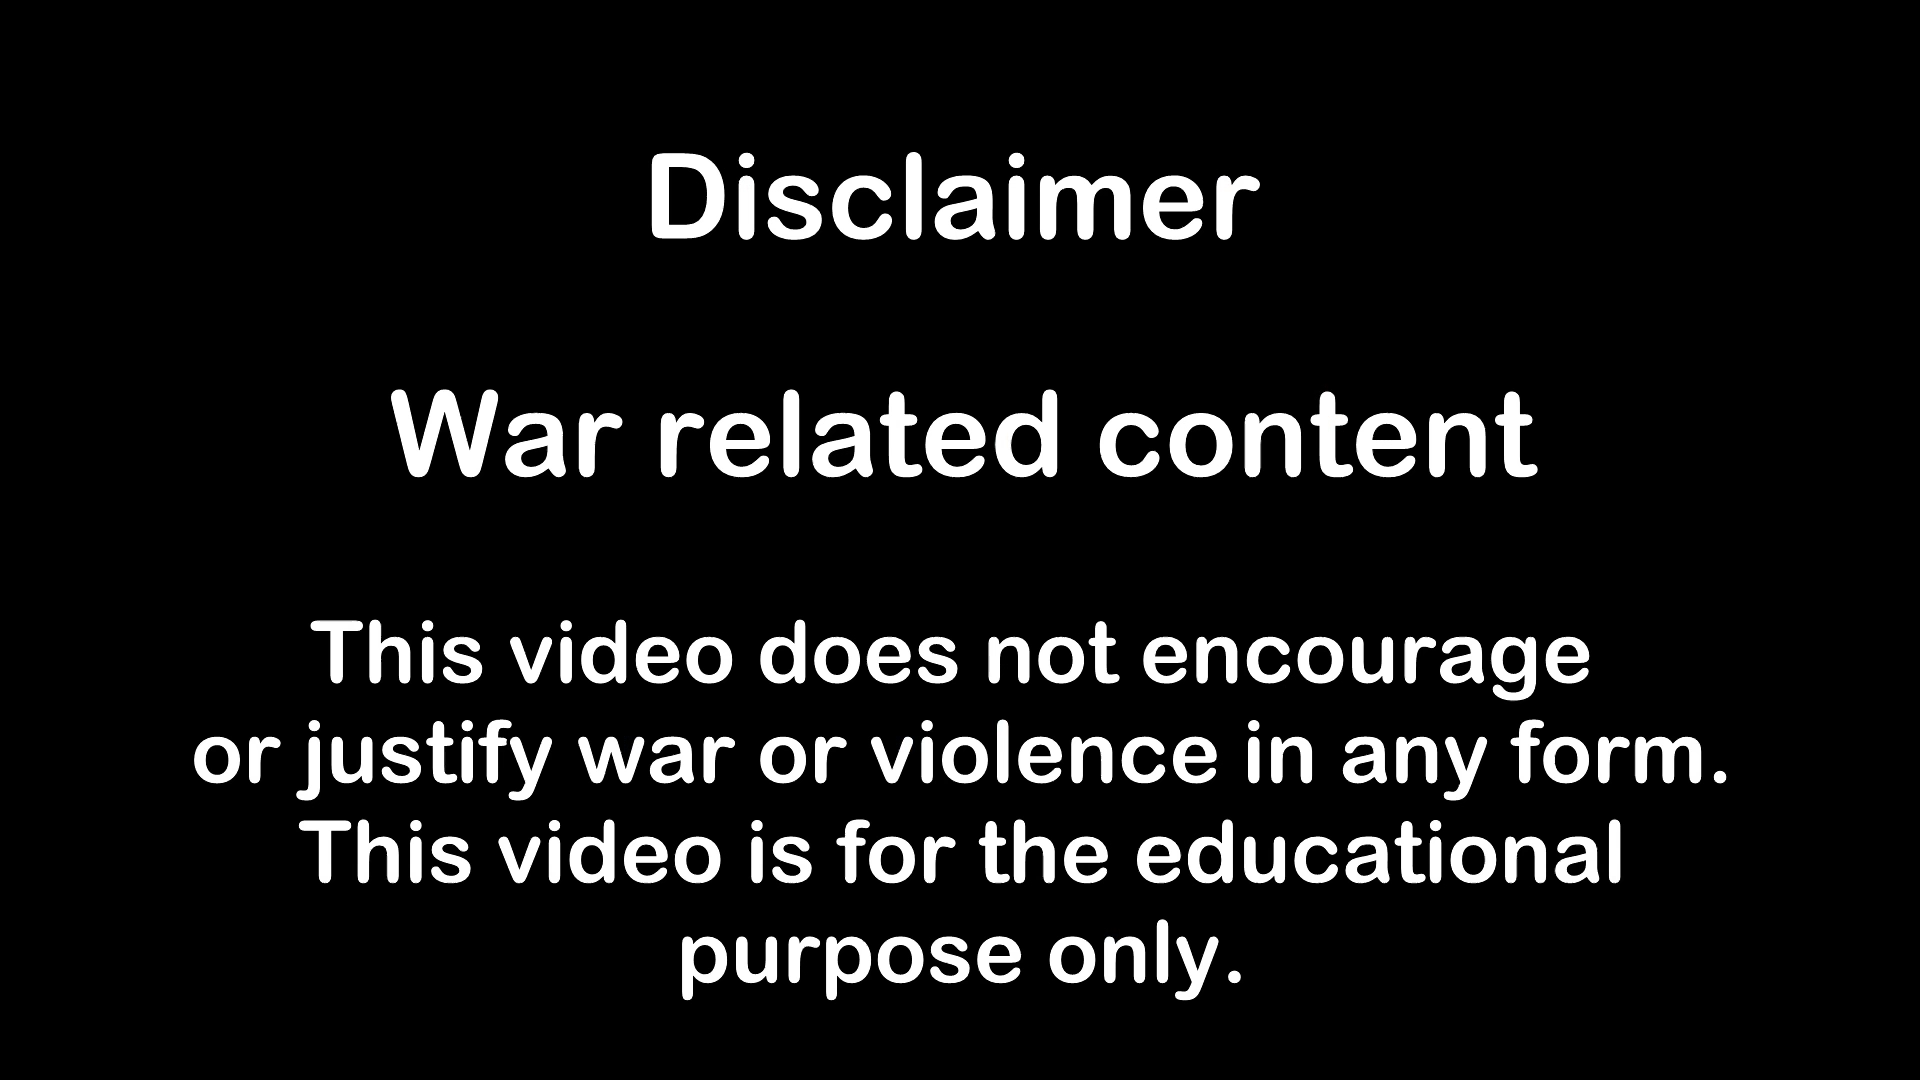 Disclaimer
War related content
This video does not encourage
or justify war or violence in any form.
This video is for the educational
purpose only.